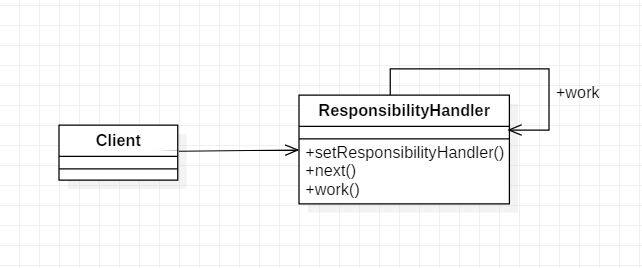 ResponsibilityHandler
+work
Client
+setResponsibilityHandler()
+next()
+work()